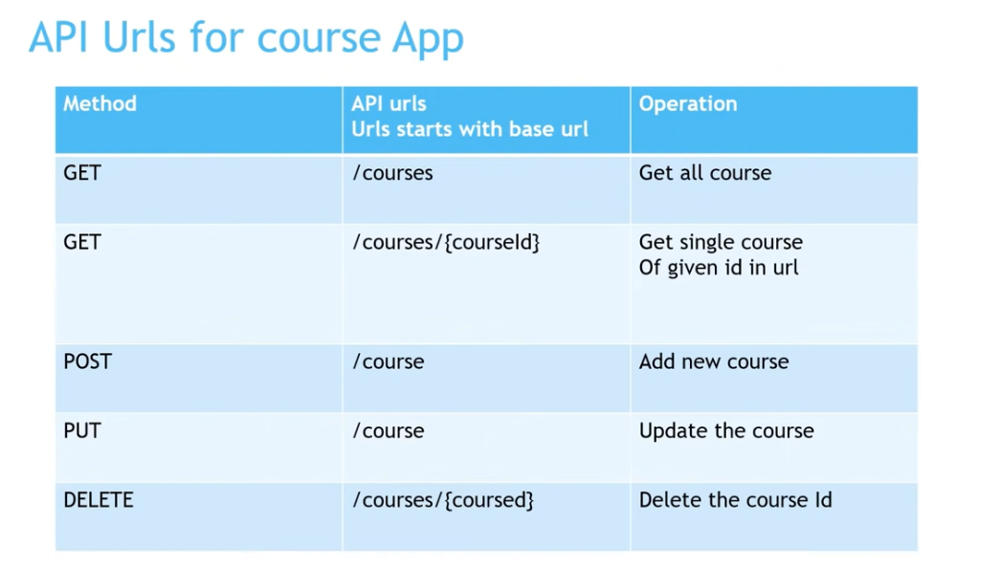 API Urls for course App
Method
API urls
Urls starts with base url
Operation
GET
/courses
Get all course
GET
/courses/{courseId}
Get single course
Of given id in url
POST
/course
Add new course
PUT
/course
Update the course
DELETE
/courses/{coursed}
Delete the course Id